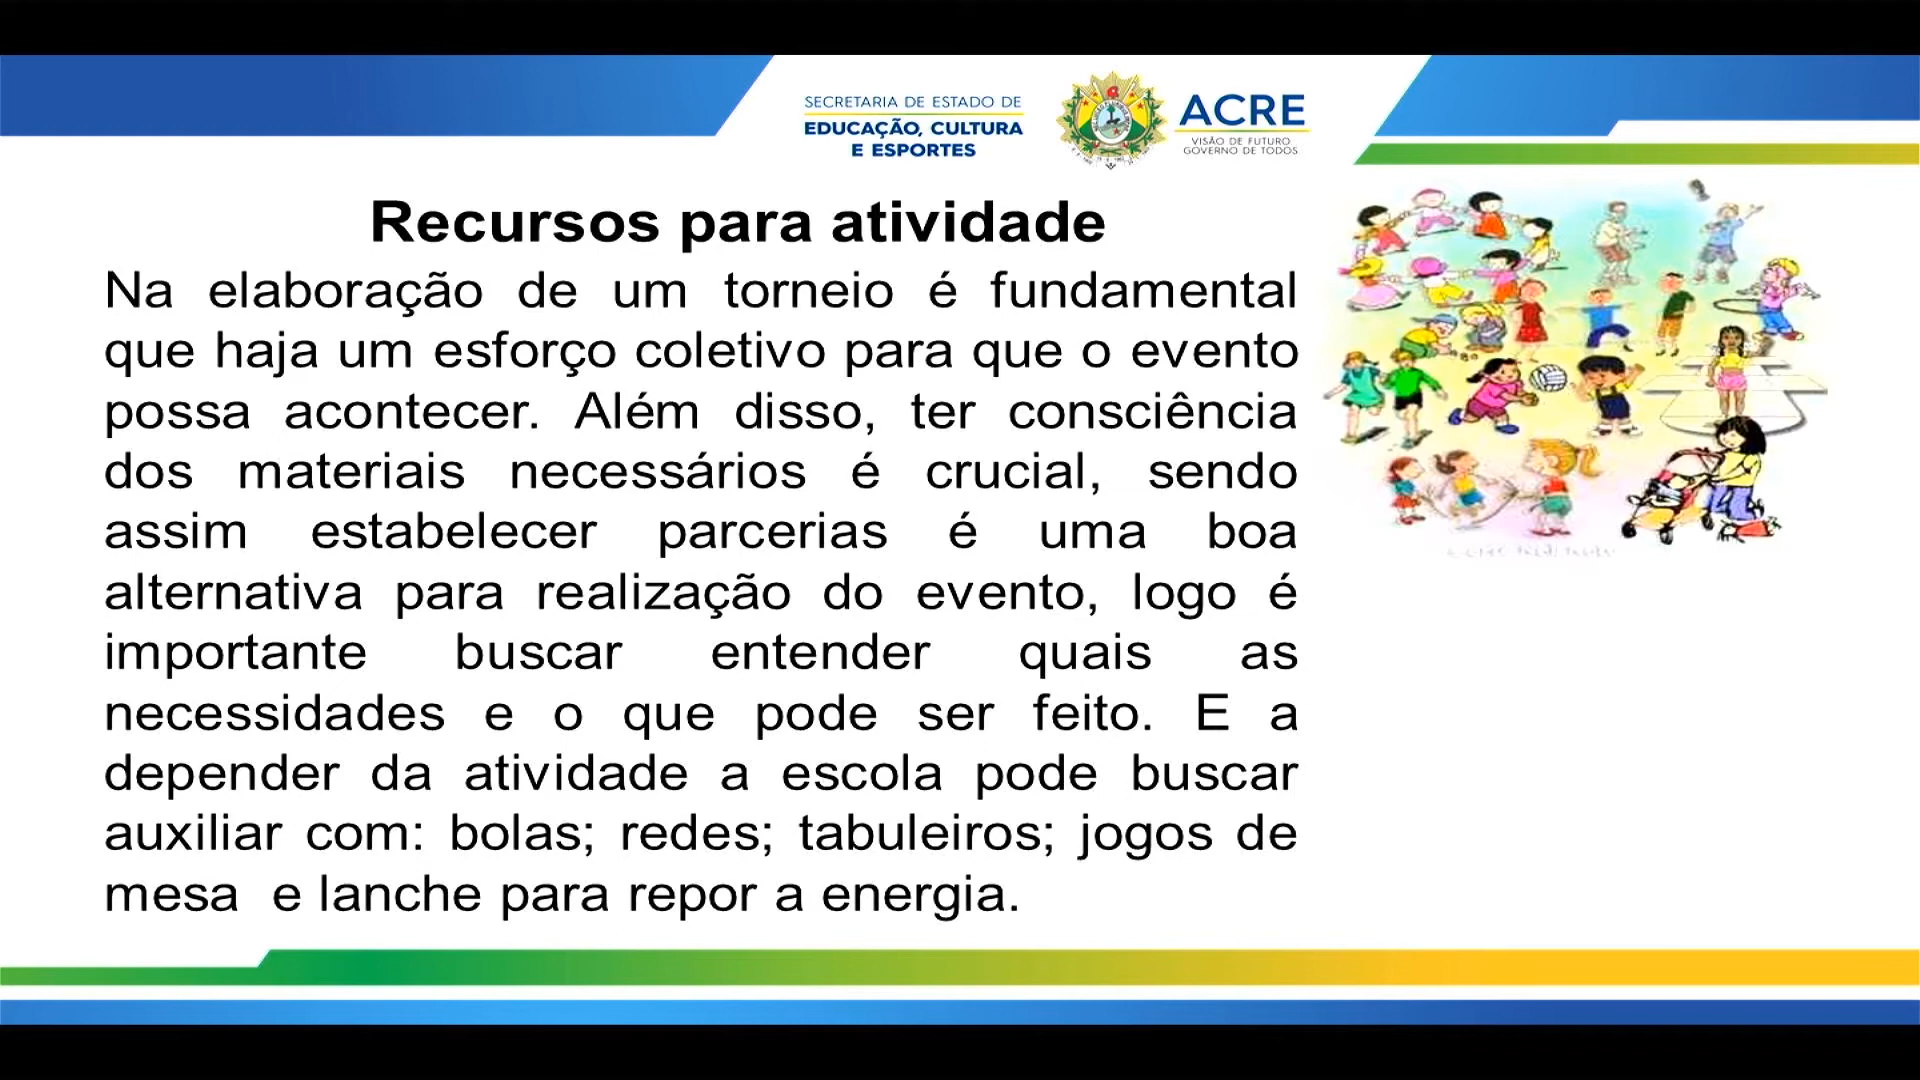 SECRETARIA DE ESTADO DE
EDUCAÇÃO, CULTURA
E ESPORTES
ACRE
VISÃO DE FUTURO
GOVERNO DE TODOS
Recursos para atividade
Na elaboração de um torneio é fundamental
que haja um esforço coletivo para que o evento
possa acontecer. Além disso, ter consciência
dos materiais necessários é crucial, sendo
assim estabelecer parcerias é uma boa
alternativa para realização do evento, logo é
importante buscar entender quais as
necessidades e o que pode ser feito. E a
depender da atividade a escola pode buscar
auxiliar com: bolas; redes; tabuleiros; jogos de
mesa e lanche para repor a energia.